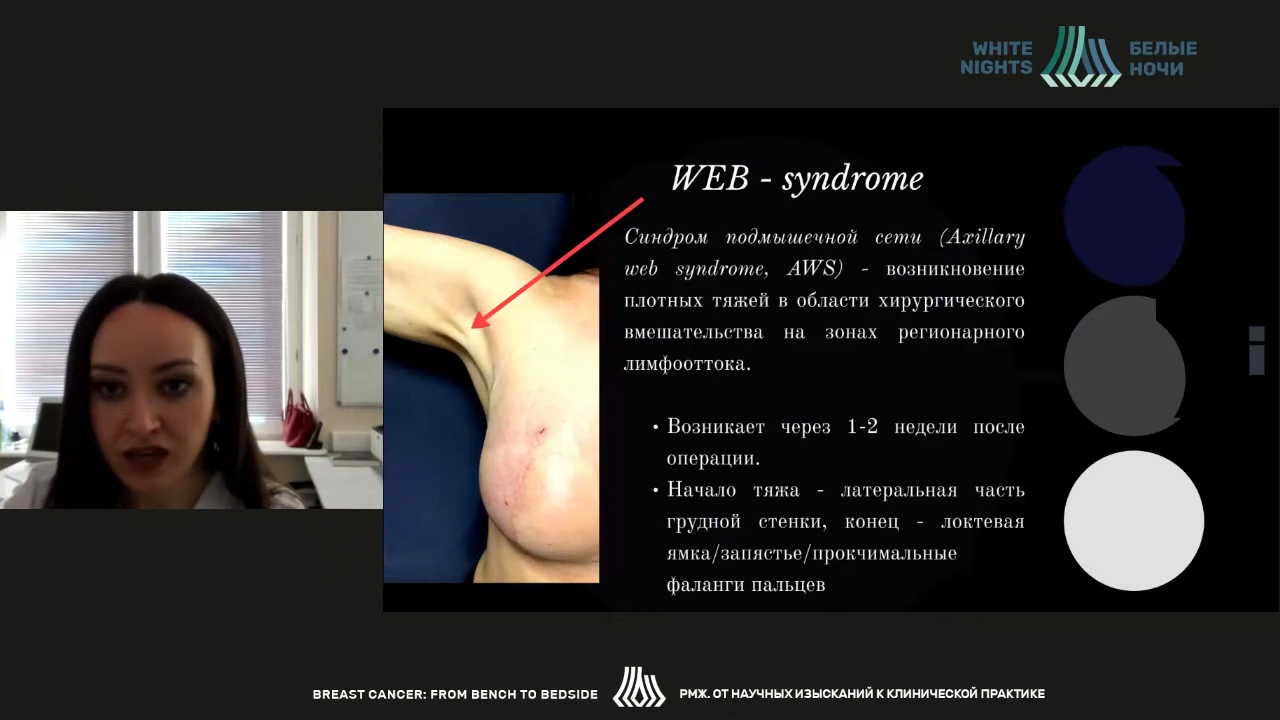 WHITE
NIGHTS
БЕЛЫЕ
НОЧИ
WEB - syndrome
Синдром подмышечной сети (Axillary
web syndrome, AWS) - возникновение
плотных тяжей в области хирургического
вмешательства на зонах регионарного
лимфооттока.
• Возникает через 1-2 недели после
операции.
• Начало тяжа - латеральная часть
грудной стенки, конец - локтевая
ямка/запястье/прокчимальные
фаланги пальцев
BREAST CANCER: FROM BENCH TO BEDSIDE
РМЖ. ОТ НАУЧНЫХ ИЗЫСКАНИЙ К КЛИНИЧЕСКОЙ ПРАКТИКЕ